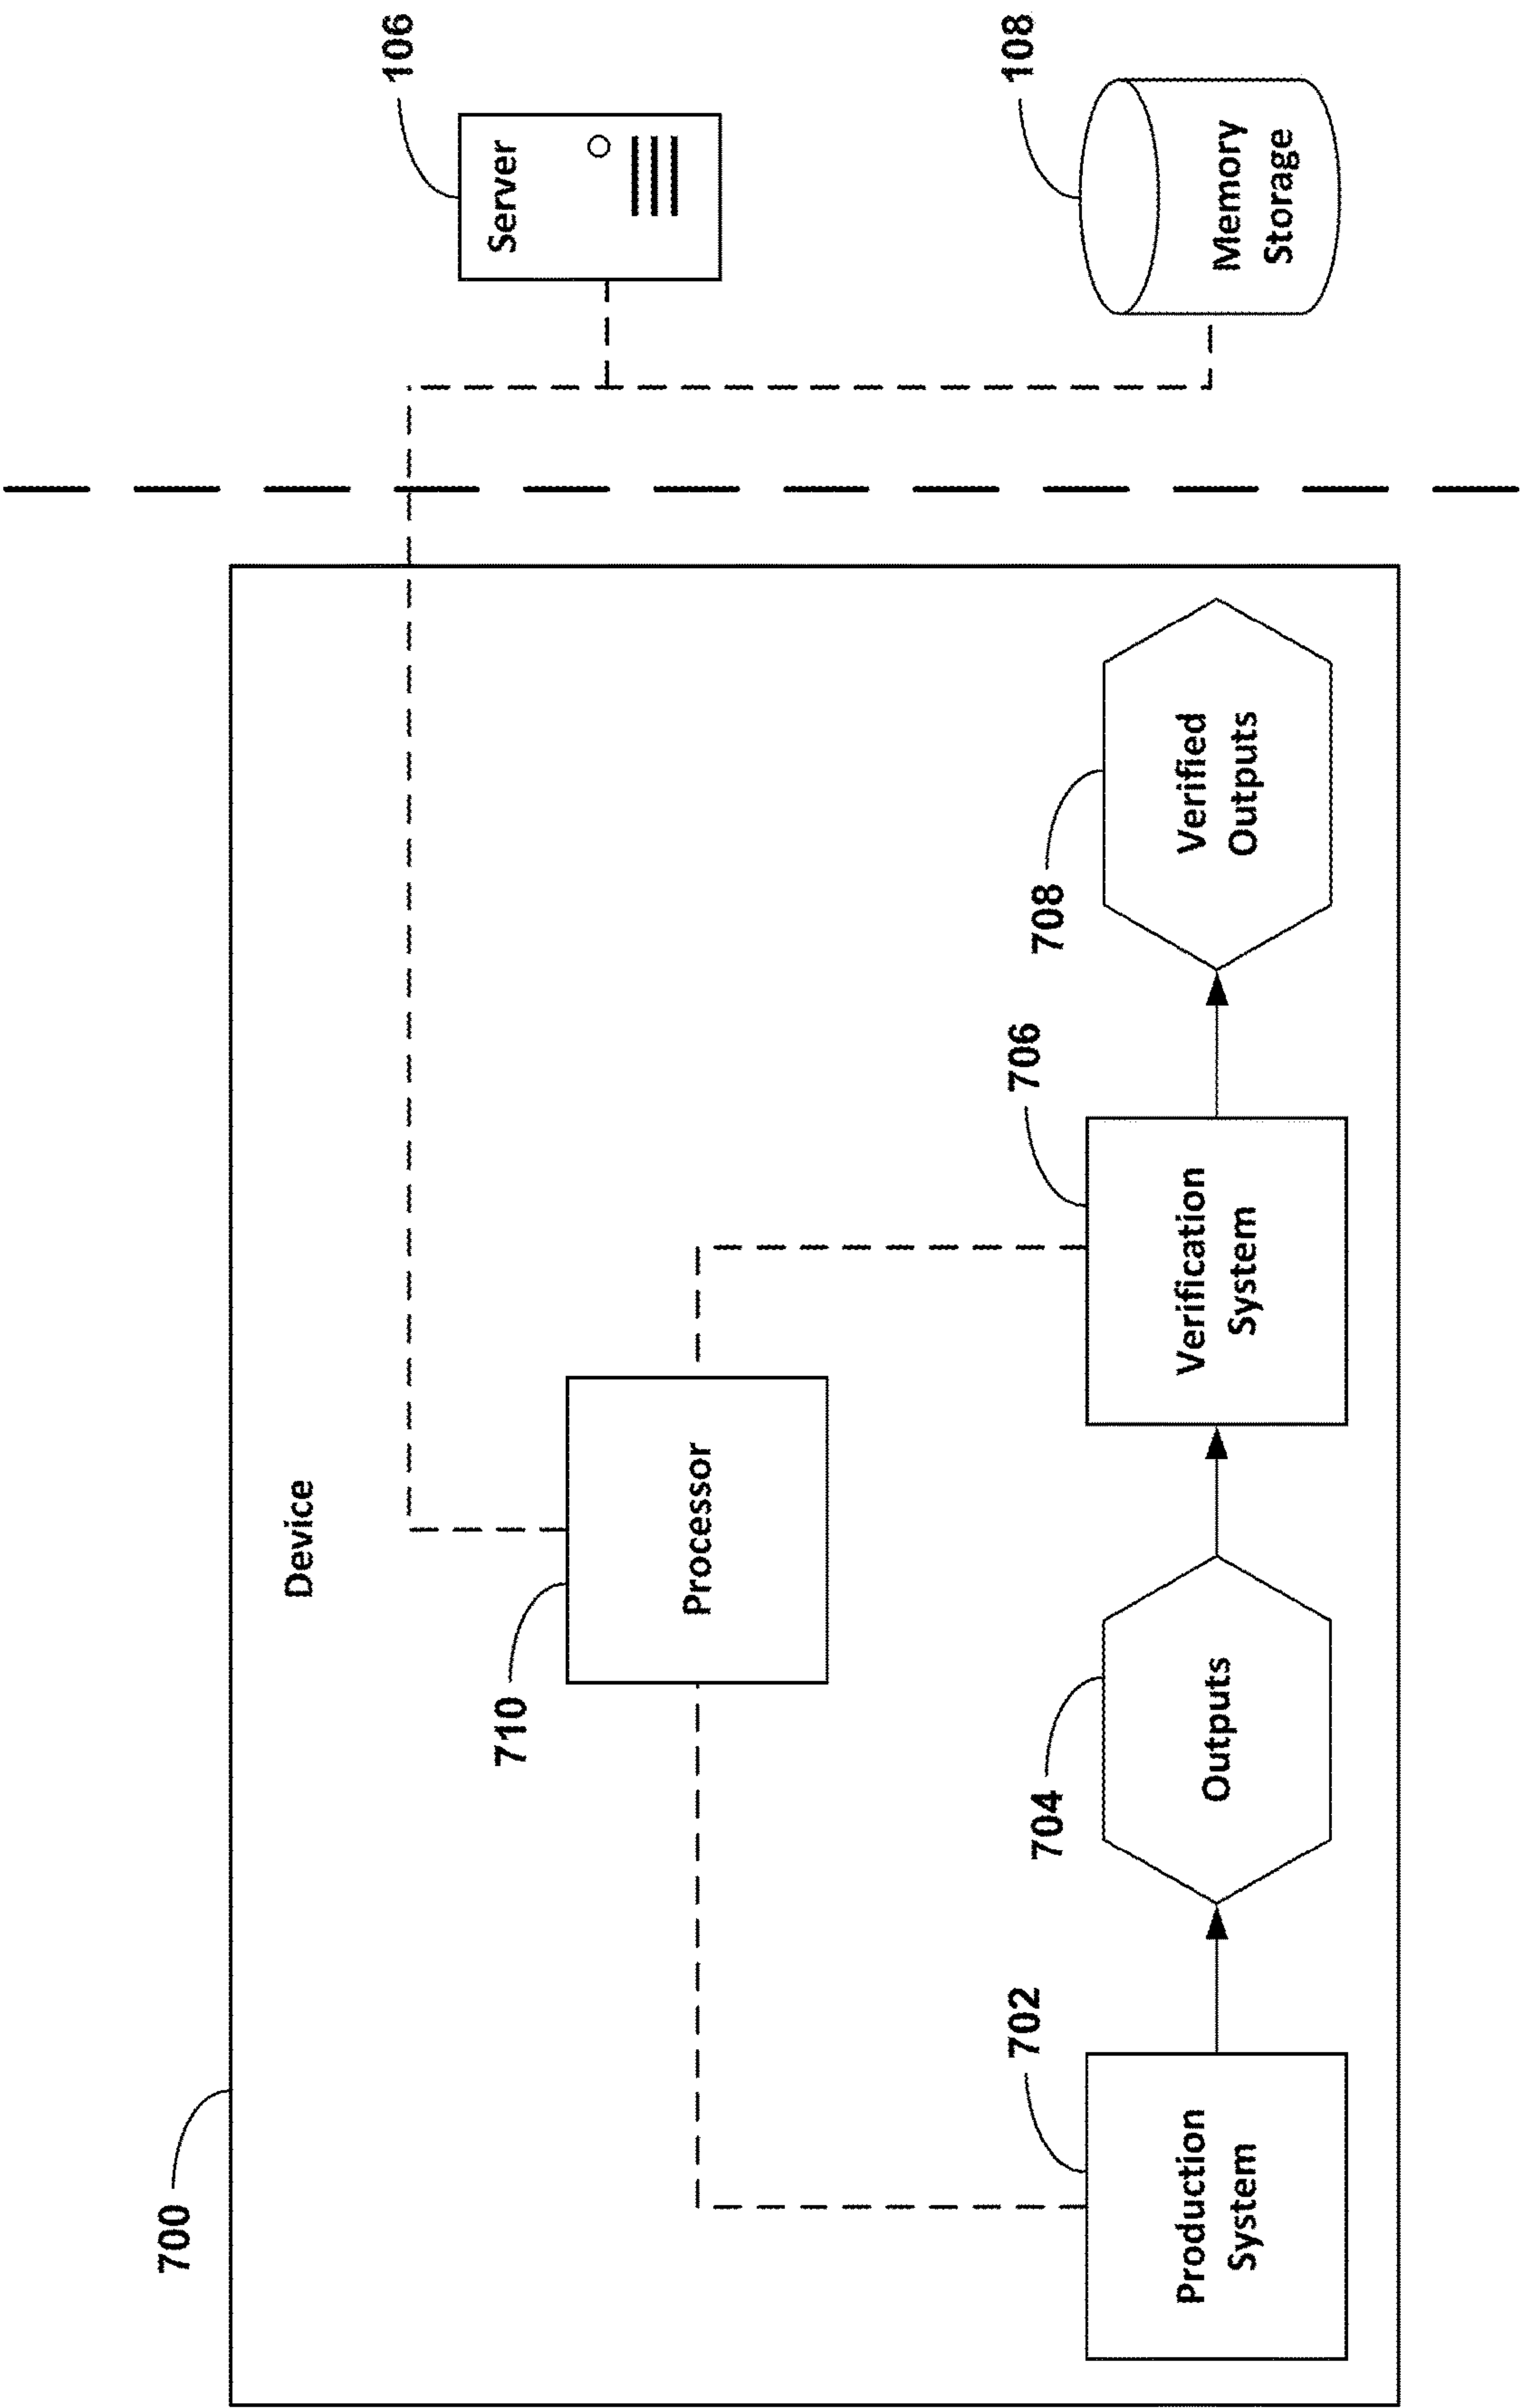 700
Device
710
Processor
702
Production
System
704
Outputs
706
Verification
System
708
Verified
Outputs
106
Server
108
Memory
Storage